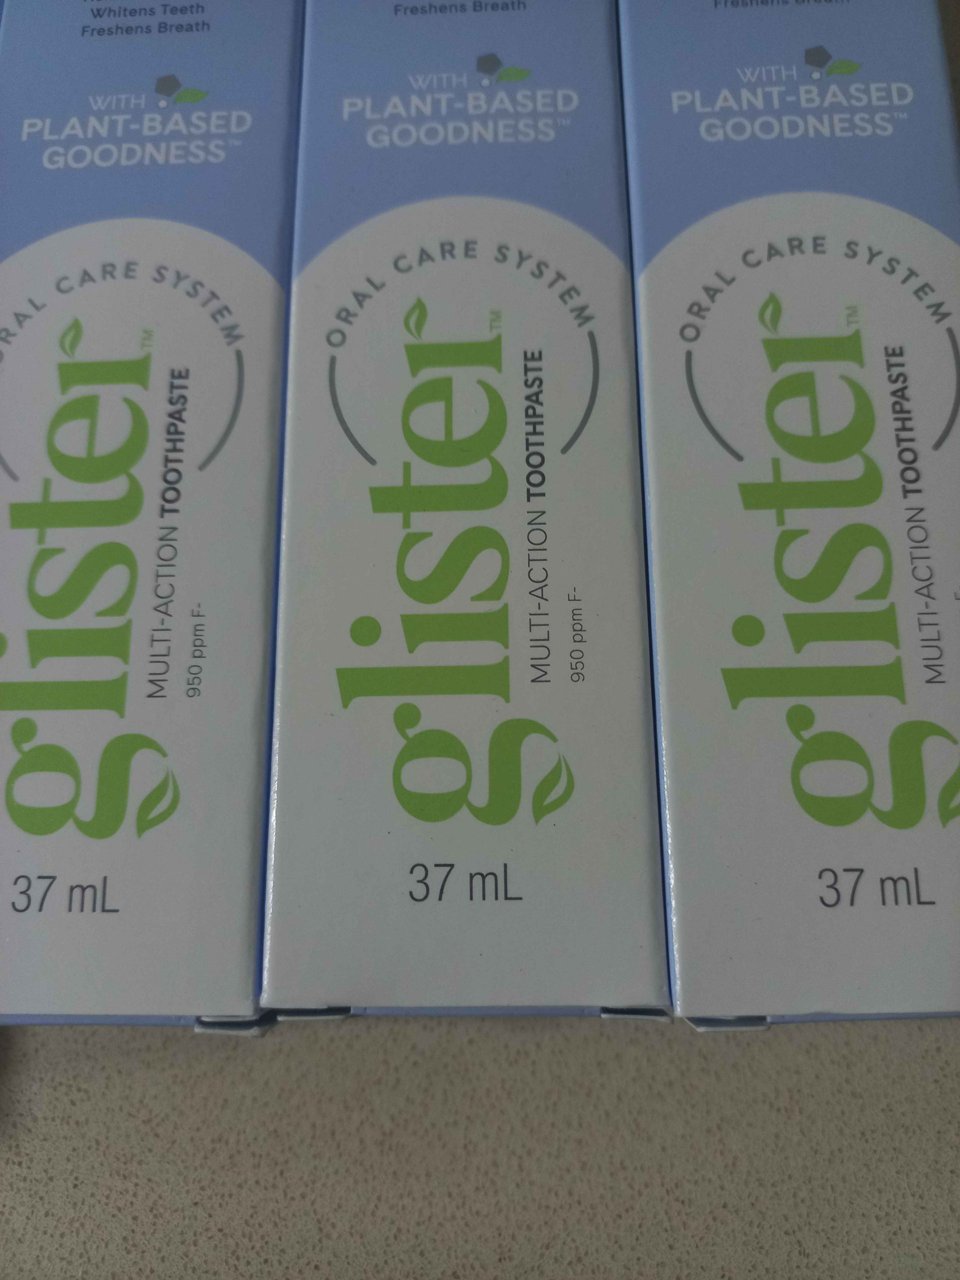 Whitens Teeth
Freshens Breath
WITH
PLANT-BASED
GOODNESS™
ORAL CARE SYSTEM
glister™
MULTI-ACTION TOOTHPASTE
950 ppm F-
37 mL
Freshens Breath
WITH
PLANT-BASED
GOODNESS™
ORAL CARE SYSTEM
glister™
MULTI-ACTION TOOTHPASTE
950 ppm F-
37 mL
Freshens Breath
WITH
PLANT-BASED
GOODNESS™
ORAL CARE SYSTEM
glister™
MULTI-ACTION TOOTHPASTE
37 mL